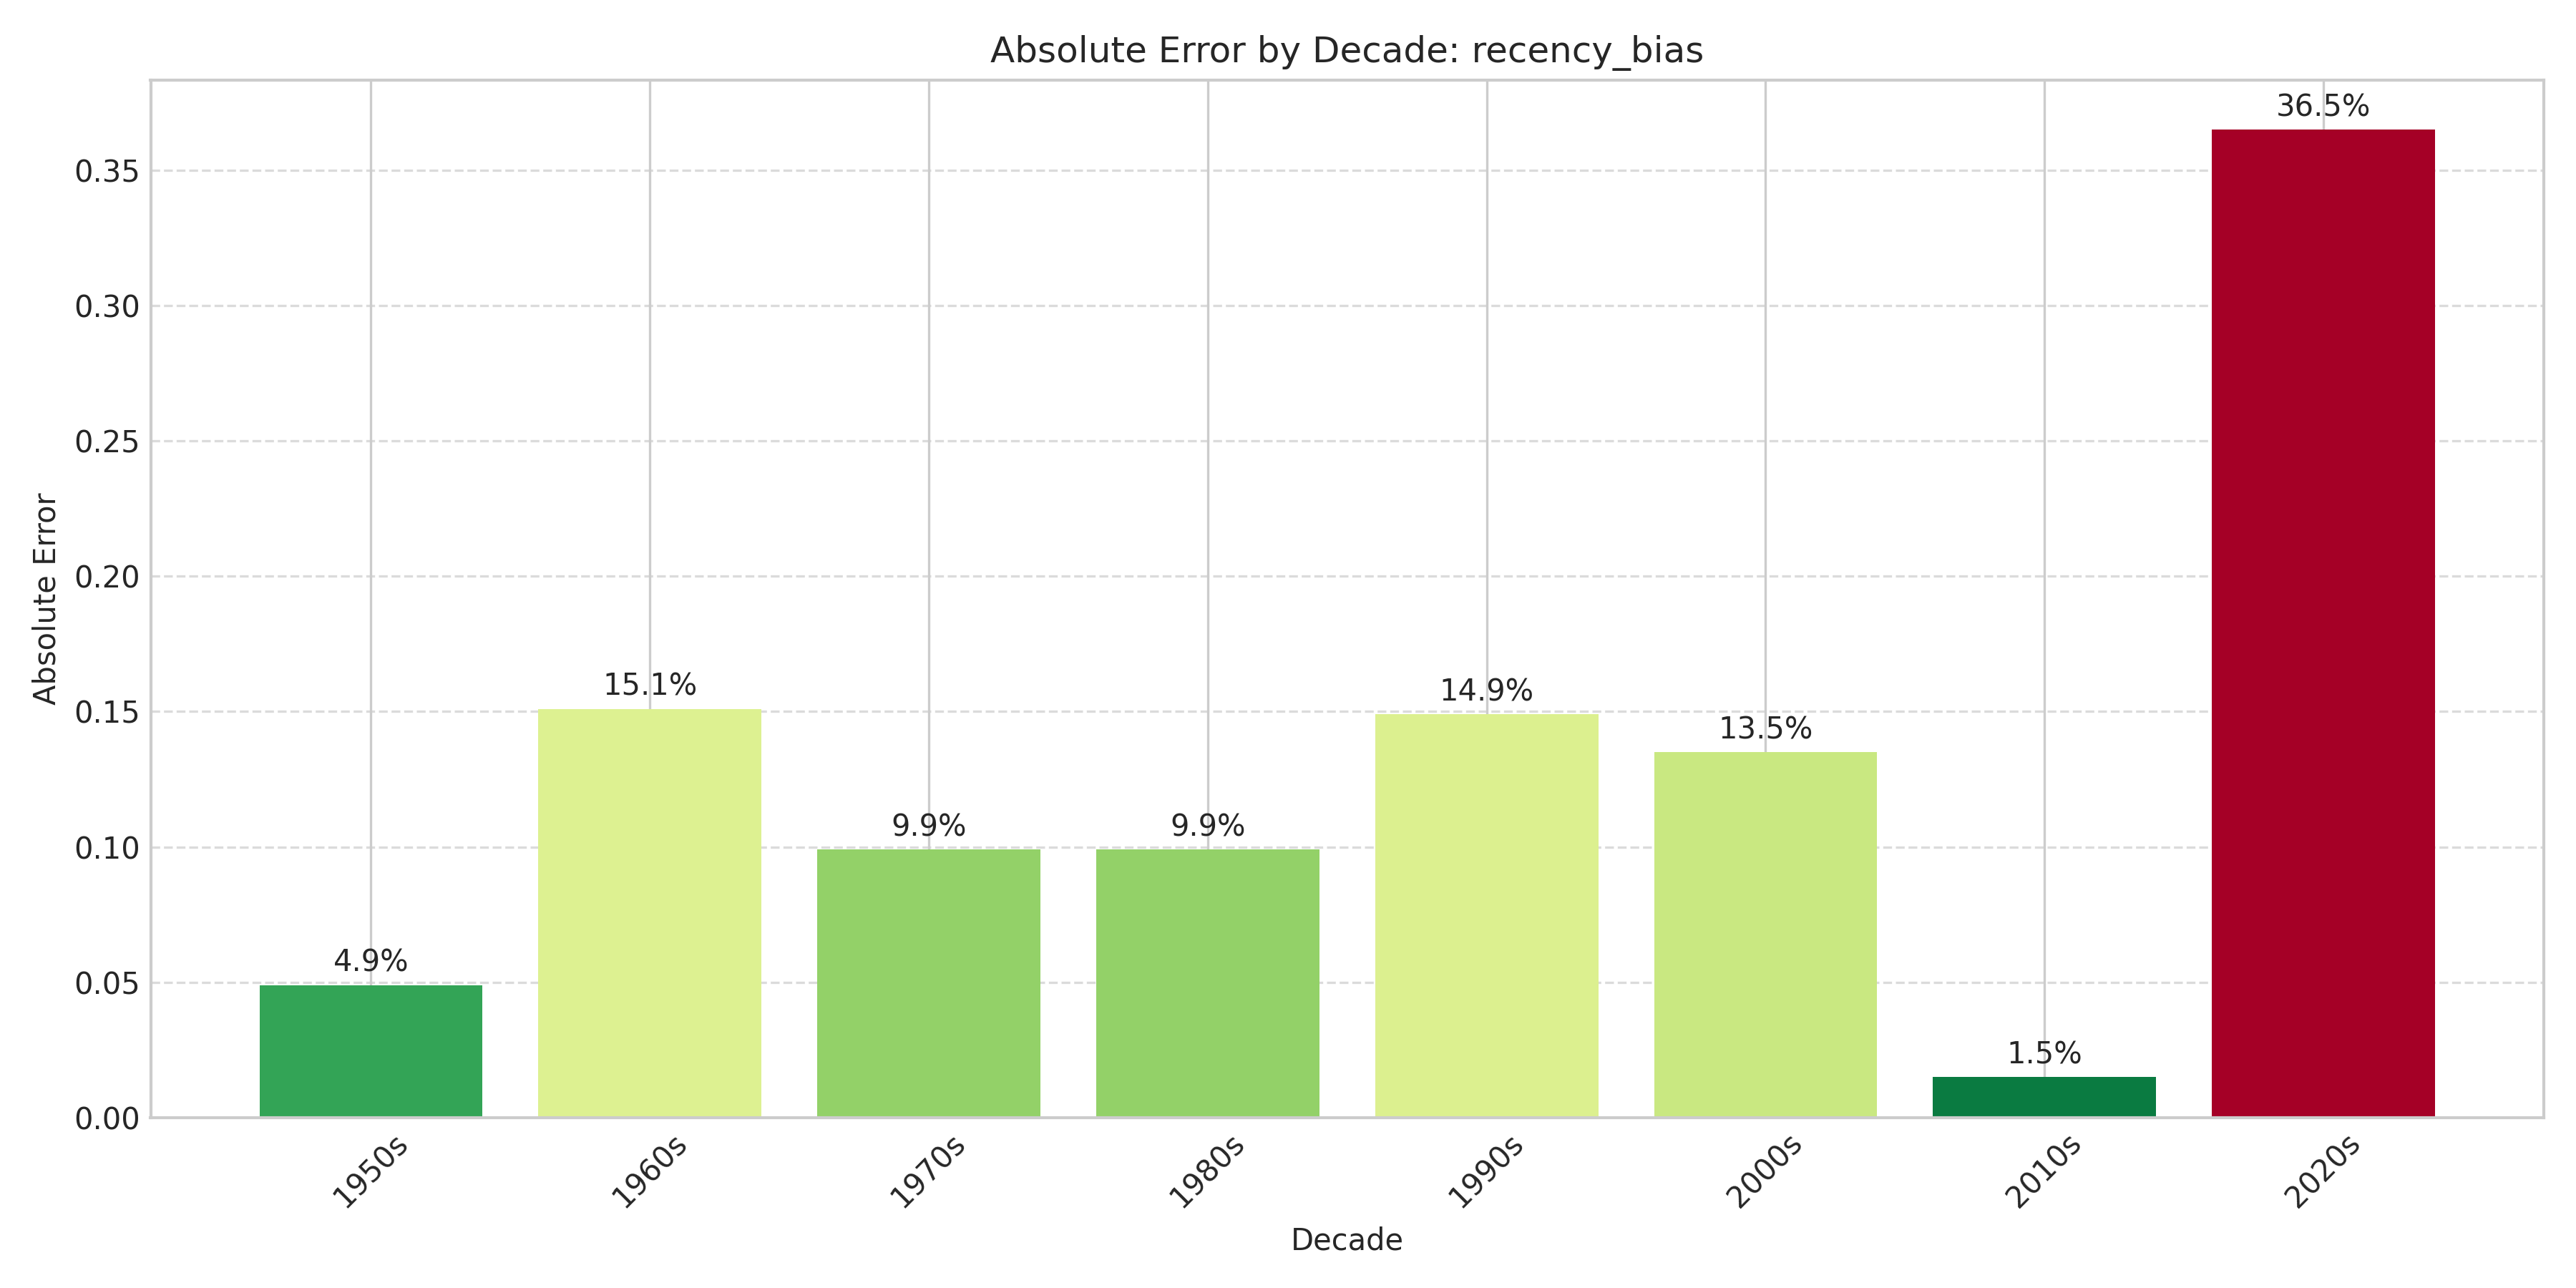 Absolute Error by Decade: recency_bias
36.5%
0.35
0.30
0.25
0.20
15.1%
14.9%
0.15
13.5%
9.9%
9.9%
0.10
4.9%
0.05
1.5%
0.00
Absolute Error
1950s
1960s
1970s
1980s
1990s
2000s
2010s
2020s
Decade